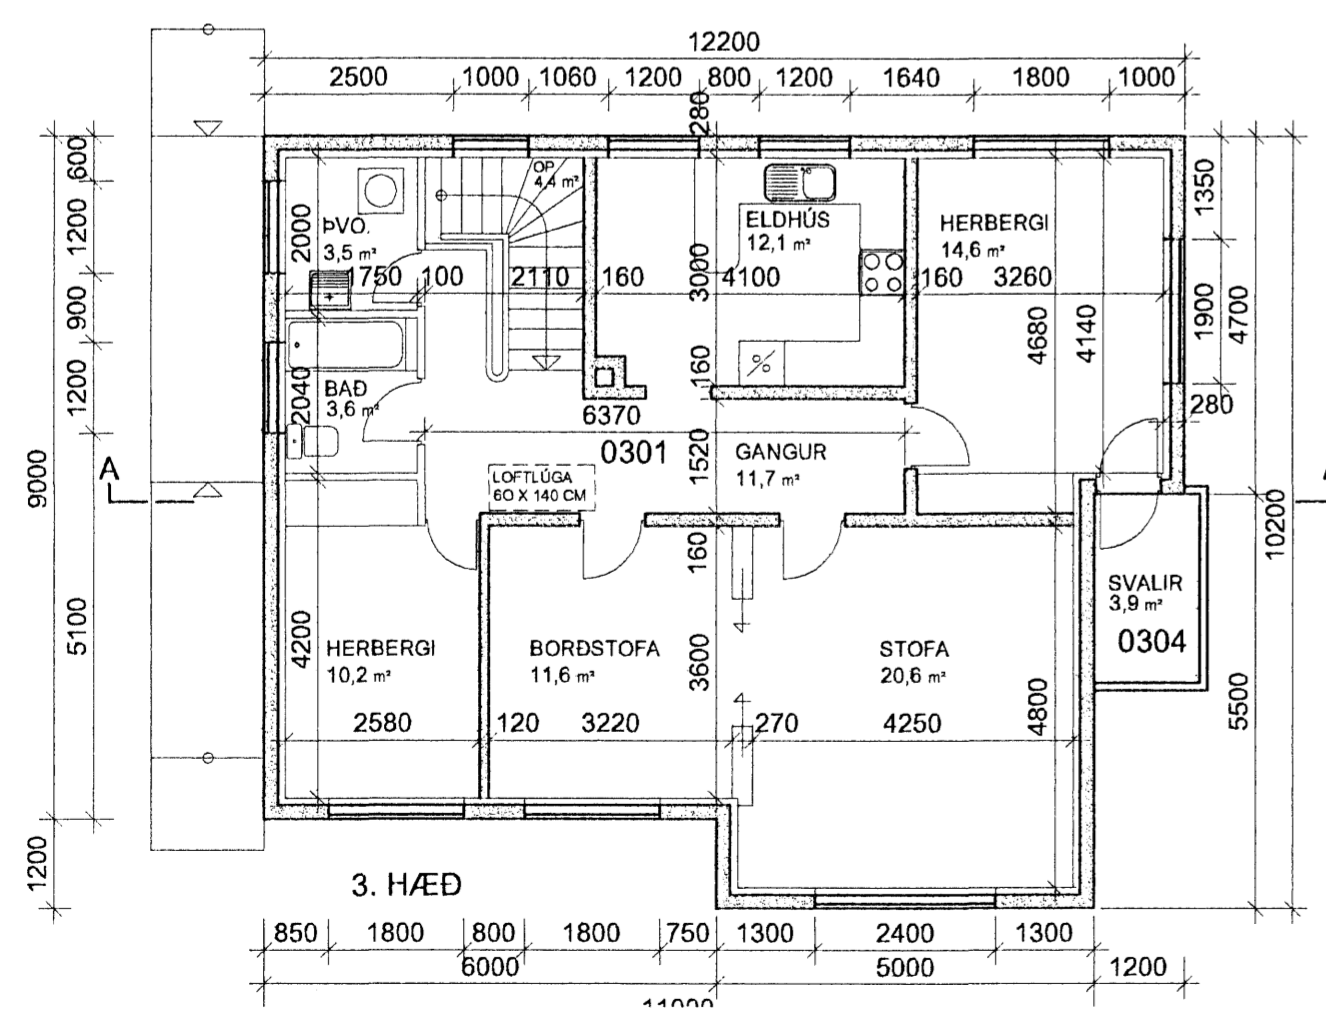 12200
2500 1000 1060 1200 800 1200 1640 1800 1000
280
600
1200
900
1200
5100
9000
1200
1350
1900
4700
280
10200
5500
OP
4,4 m²
ÞVO.
3,5 m²
2000
ELDHÚS
12,1 m²
HERBERGI
14,6 m²
1750 100 2110 160 3000 4100 160 3260
4680
4140
160
BAÐ
3,6 m²
2040
6370
0301
GANGUR
11,7 m²
1520
LOFTLÚGA
60 X 140 CM
A
160
SVALIR
3,9 m²
0304
HERBERGI
10,2 m²
4200
BORÐSTOFA
11,6 m²
3600
STOFA
20,6 m²
4800
2580 120 3220 270 4250
3. HÆÐ
850 1800 800 1800 750 1300 2400 1300
6000 5000 1200
11000